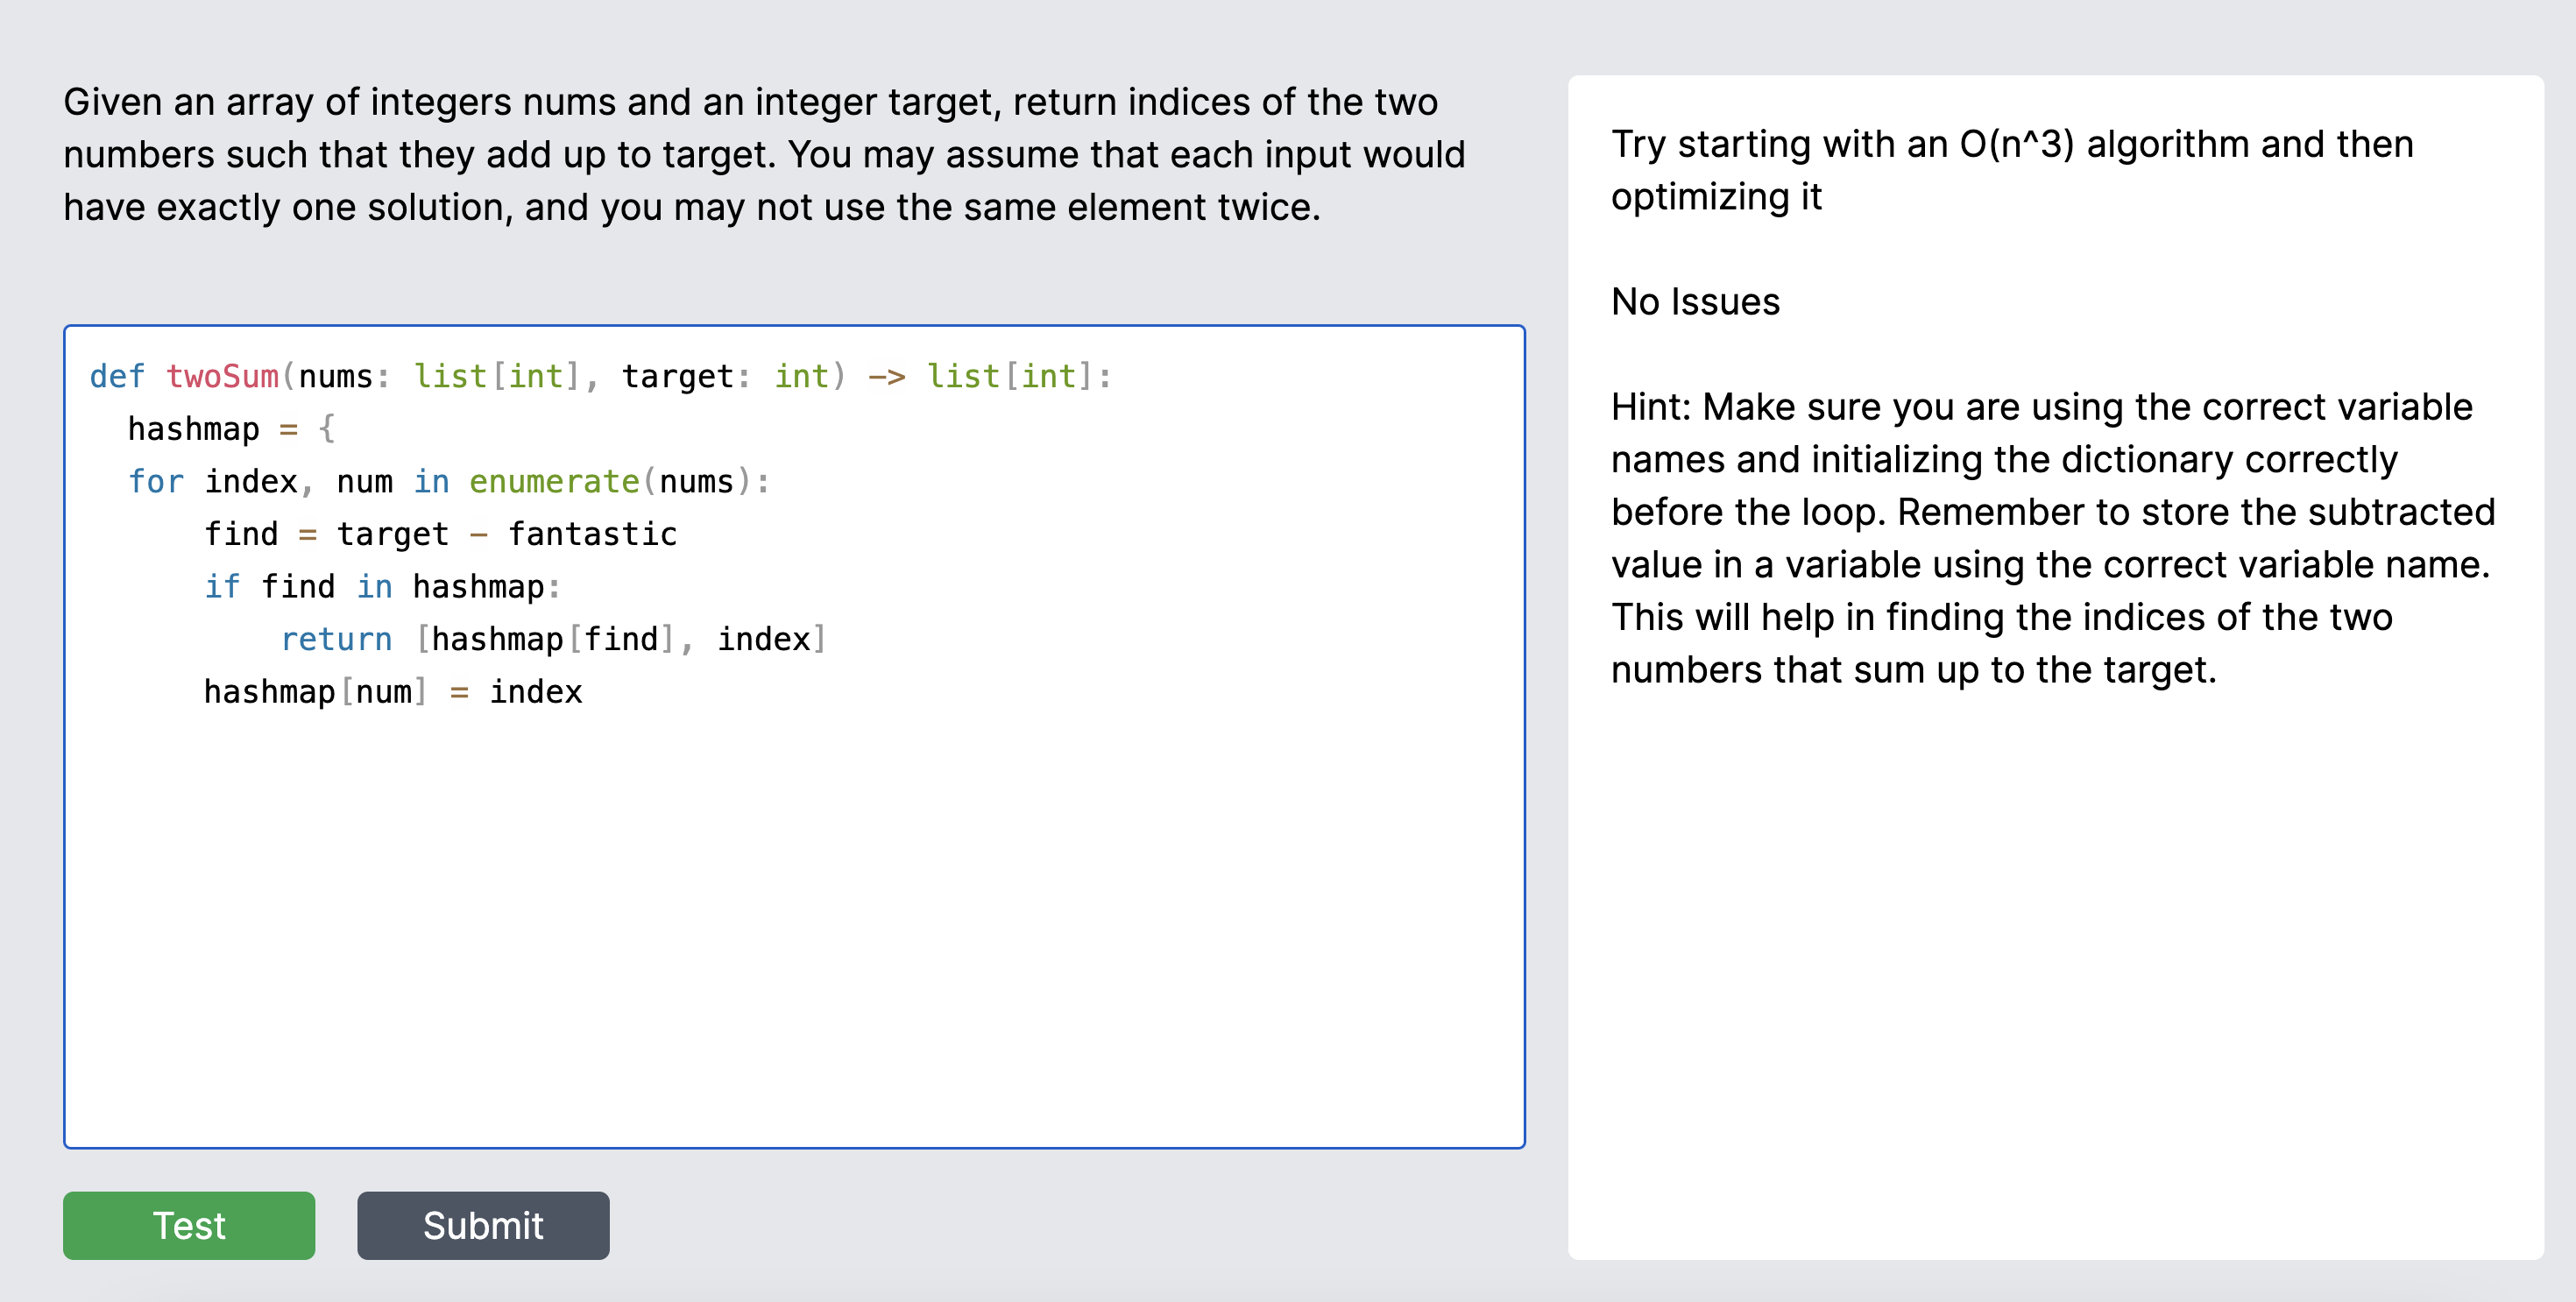 Given an array of integers nums and an integer target, return indices of the two
numbers such that they add up to target. You may assume that each input would
have exactly one solution, and you may not use the same element twice.
def twoSum(nums: list[int], target: int) -> list[int]:
  hashmap = {
  for index, num in enumerate(nums):
      find = target - fantastic
      if find in hashmap:
          return [hashmap[find], index]
      hashmap[num] = index
Test
Submit
Try starting with an O(n^3) algorithm and then
optimizing it
No Issues
Hint: Make sure you are using the correct variable
names and initializing the dictionary correctly
before the loop. Remember to store the subtracted
value in a variable using the correct variable name.
This will help in finding the indices of the two
numbers that sum up to the target.